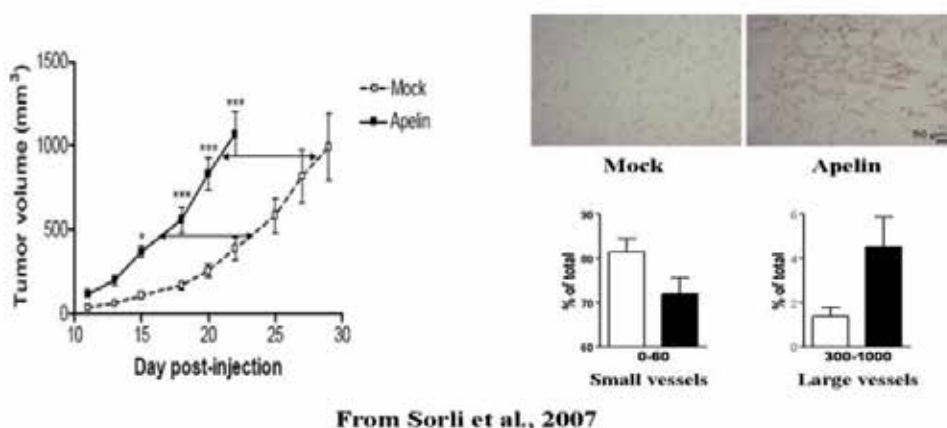 Tumor volume (mm³)
1500
1000
500
0
10
15
20
25
30
Day post-injection
Mock
Apelin
*
***
***
***
Mock
Apelin
% of total
90
80
70
60
0-60
Small vessels
% of total
6
4
2
0
300-1000
Large vessels
From Sorli et al., 2007